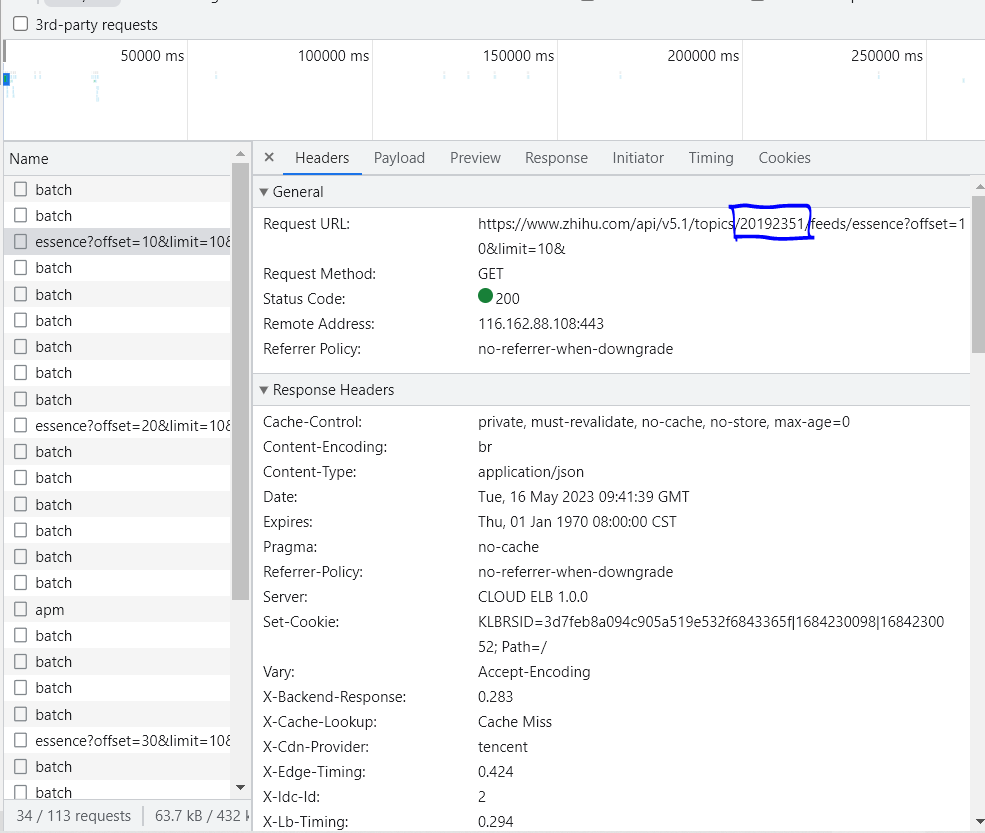 3rd-party requests
50000 ms 100000 ms 150000 ms 200000 ms 250000 ms
Name
batch
batch
essence?offset=10&limit=10&
batch
batch
batch
batch
batch
batch
essence?offset=20&limit=10&
batch
batch
batch
batch
batch
batch
apm
batch
batch
batch
batch
essence?offset=30&limit=10&
batch
batch
34 / 113 requests 63.7 kB / 432
Headers Payload Preview Response Initiator Timing Cookies
General
Request URL: https://www.zhihu.com/api/v5.1/topics/20192351/feeds/essence?offset=1
0&limit=10&
Request Method: GET
Status Code: 200
Remote Address: 116.162.88.108:443
Referrer Policy: no-referrer-when-downgrade
Response Headers
Cache-Control: private, must-revalidate, no-cache, no-store, max-age=0
Content-Encoding: br
Content-Type: application/json
Date: Tue, 16 May 2023 09:41:39 GMT
Expires: Thu, 01 Jan 1970 08:00:00 CST
Pragma: no-cache
Referrer-Policy: no-referrer-when-downgrade
Server: CLOUD ELB 1.0.0
Set-Cookie: KLBRSID=3d7feb8a094c905a519e532f6843365f|1684230098|16842300
52; Path=/
Vary: Accept-Encoding
X-Backend-Response: 0.283
X-Cache-Lookup: Cache Miss
X-Cdn-Provider: tencent
X-Edge-Timing: 0.424
X-Idc-Id: 2
X-Lb-Timing: 0.294